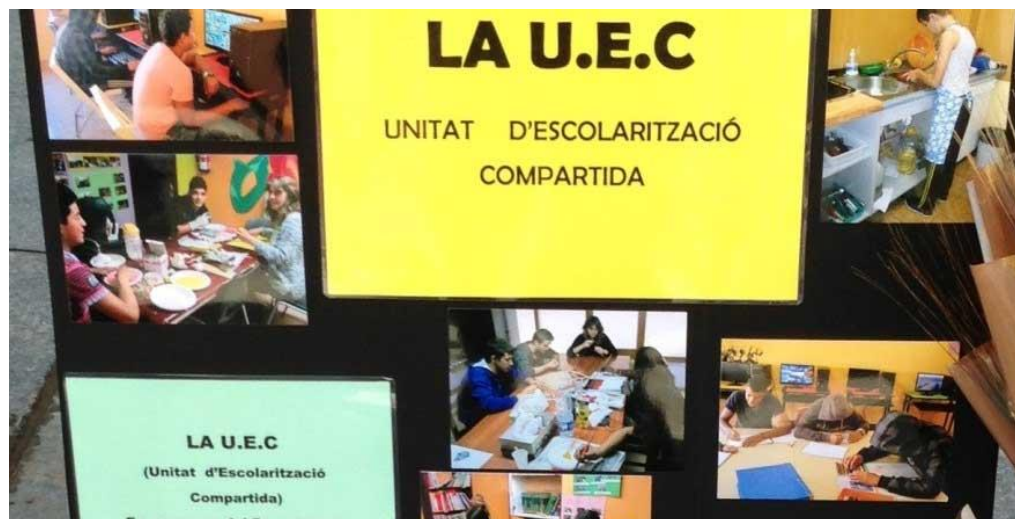 LA U.E.C
UNITAT D'ESCOLARITZACIÓ
COMPARTIDA
LA U.E.C
(Unitat d'Escolarització
Compartida)